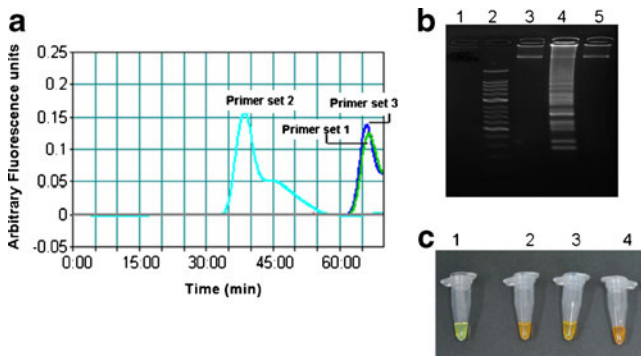 a
Arbitrary Fluorescence units
0.25
0.2
0.15
0.1
0.05
0
-0.05
Primer set 2
Primer set 3
Primer set 1
0:00 15:00 30:00 45:00 60:00
Time (min)
b
1 2 3 4 5
c
1 2 3 4